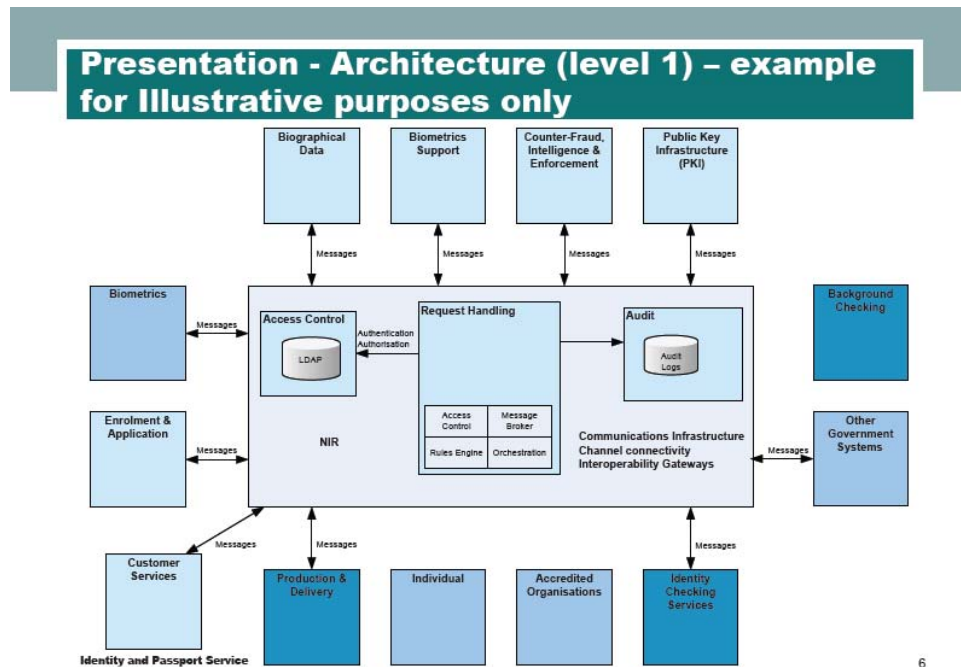 Presentation - Architecture (level 1) – example
for Illustrative purposes only
Biographical
Data
Biometrics
Support
Counter-Fraud,
Intelligence &
Enforcement
Public Key
Infrastructure
(PKI)
Messages
Messages
Messages
Messages
Biometrics
Messages
Access Control
LDAP
Authentication
Authorisation
Request Handling
Audit
Audit
Logs
Background
Checking
Enrolment &
Application
Messages
NIR
Access
Control
Message
Broker
Rules Engine
Orchestration
Communications Infrastructure
Channel connectivity
Interoperability Gateways
Messages
Other
Government
Systems
Messages
Messages
Messages
Customer
Services
Production &
Delivery
Individual
Accredited
Organisations
Identity
Checking
Services
Identity and Passport Service
6